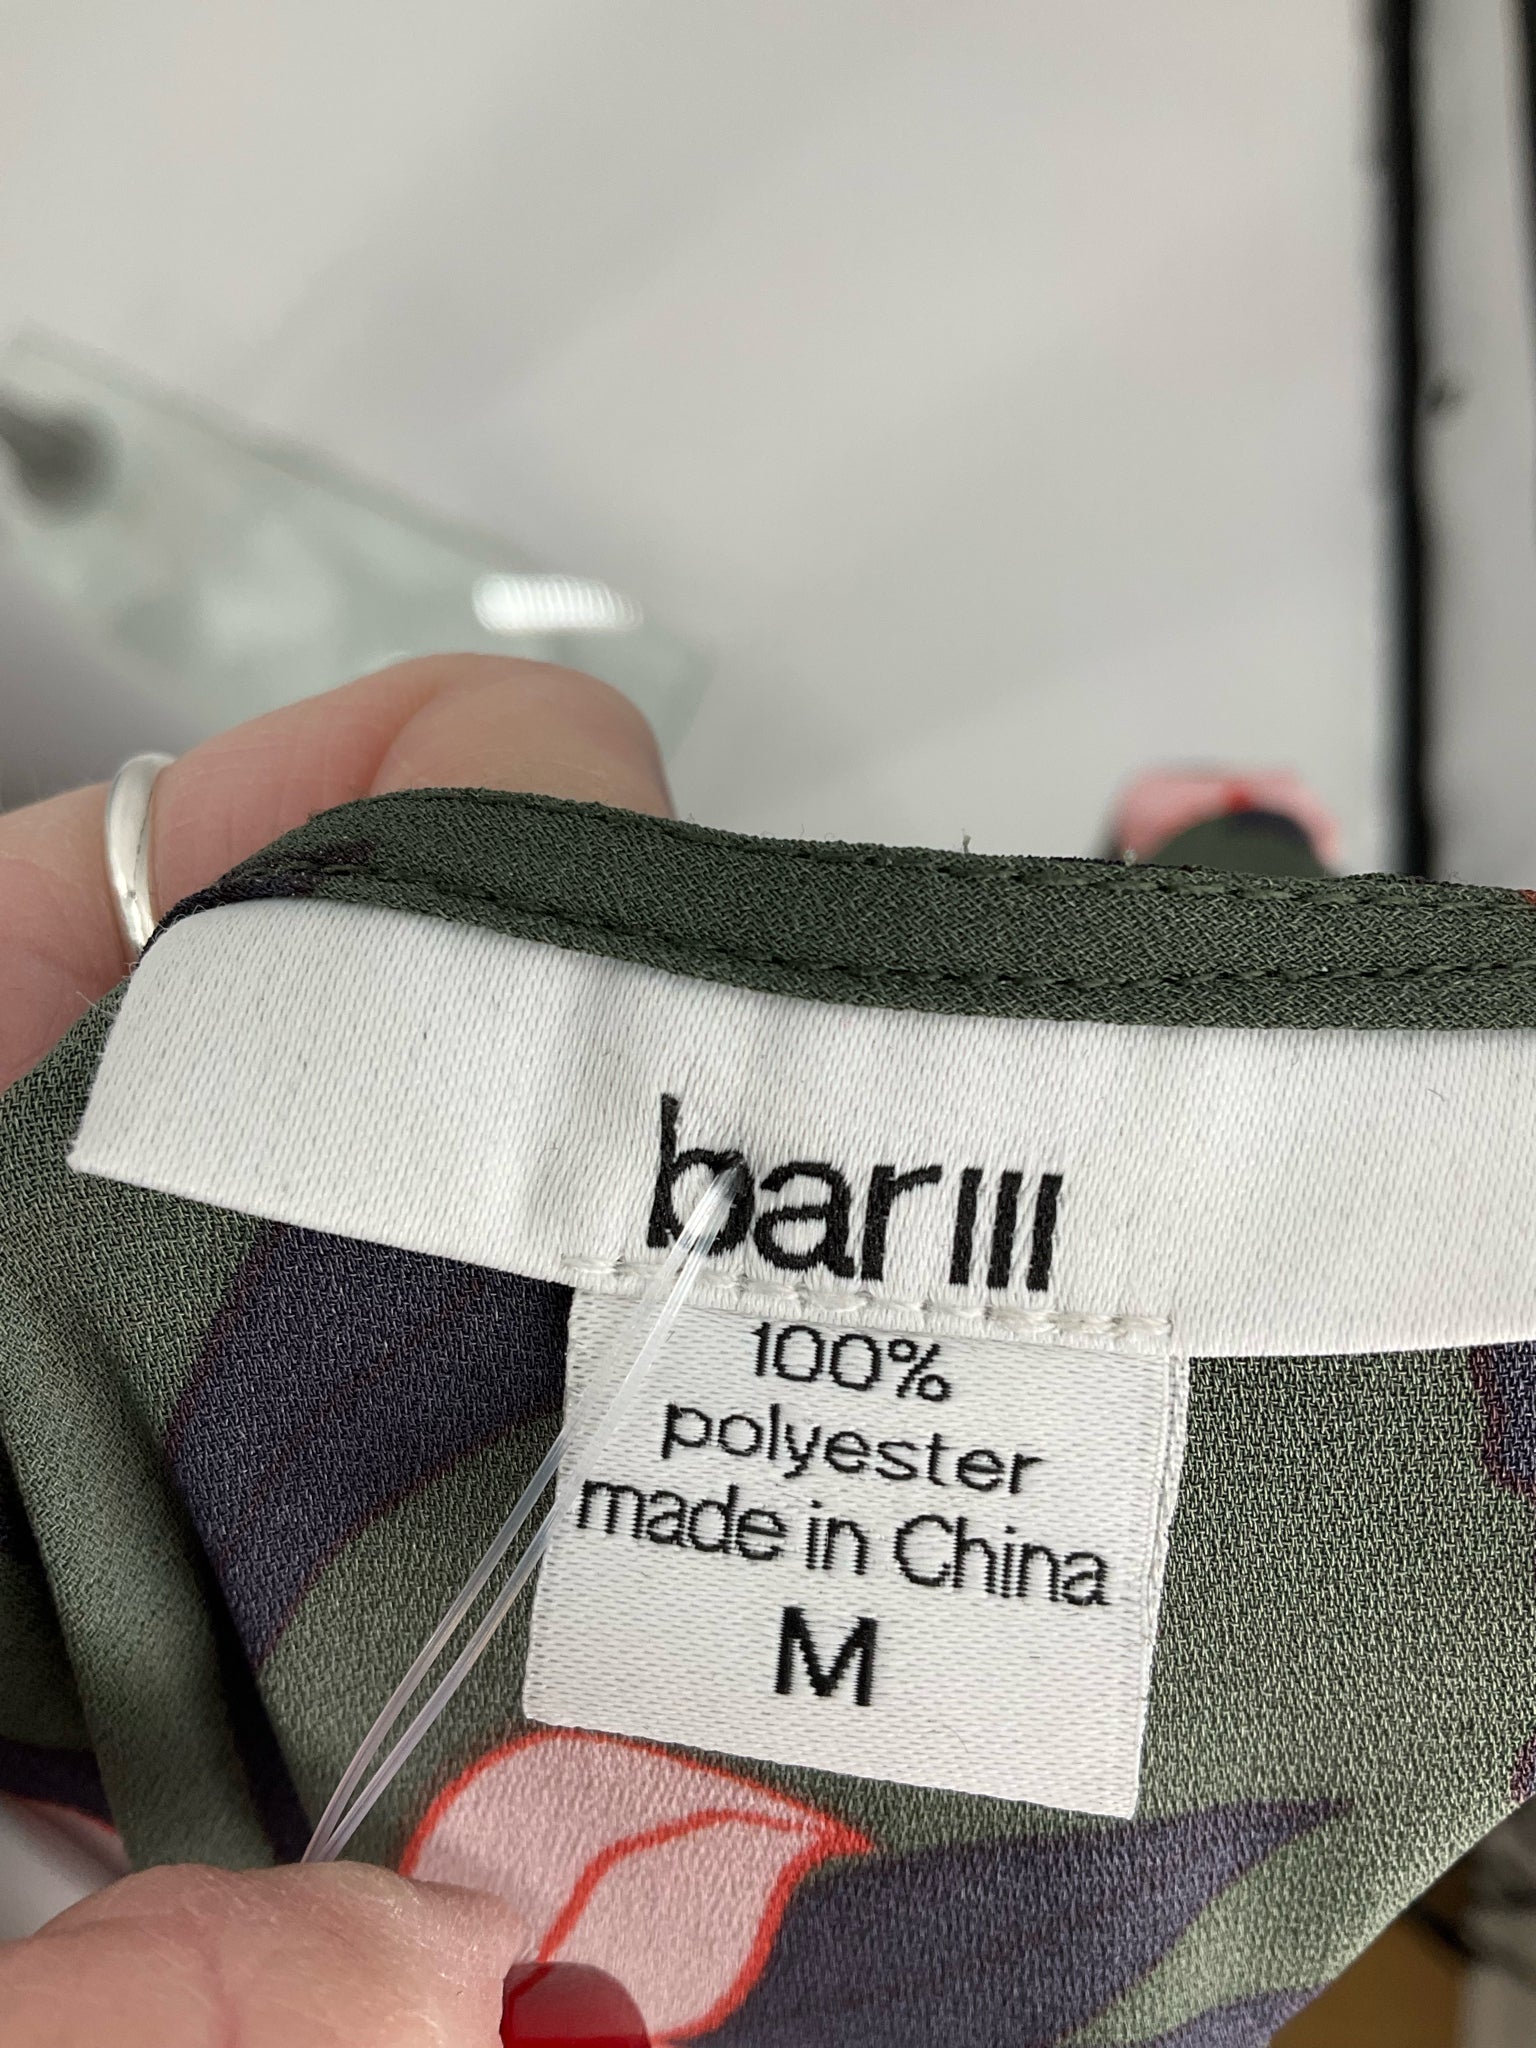 bar III
100%
polyester
made in China
M